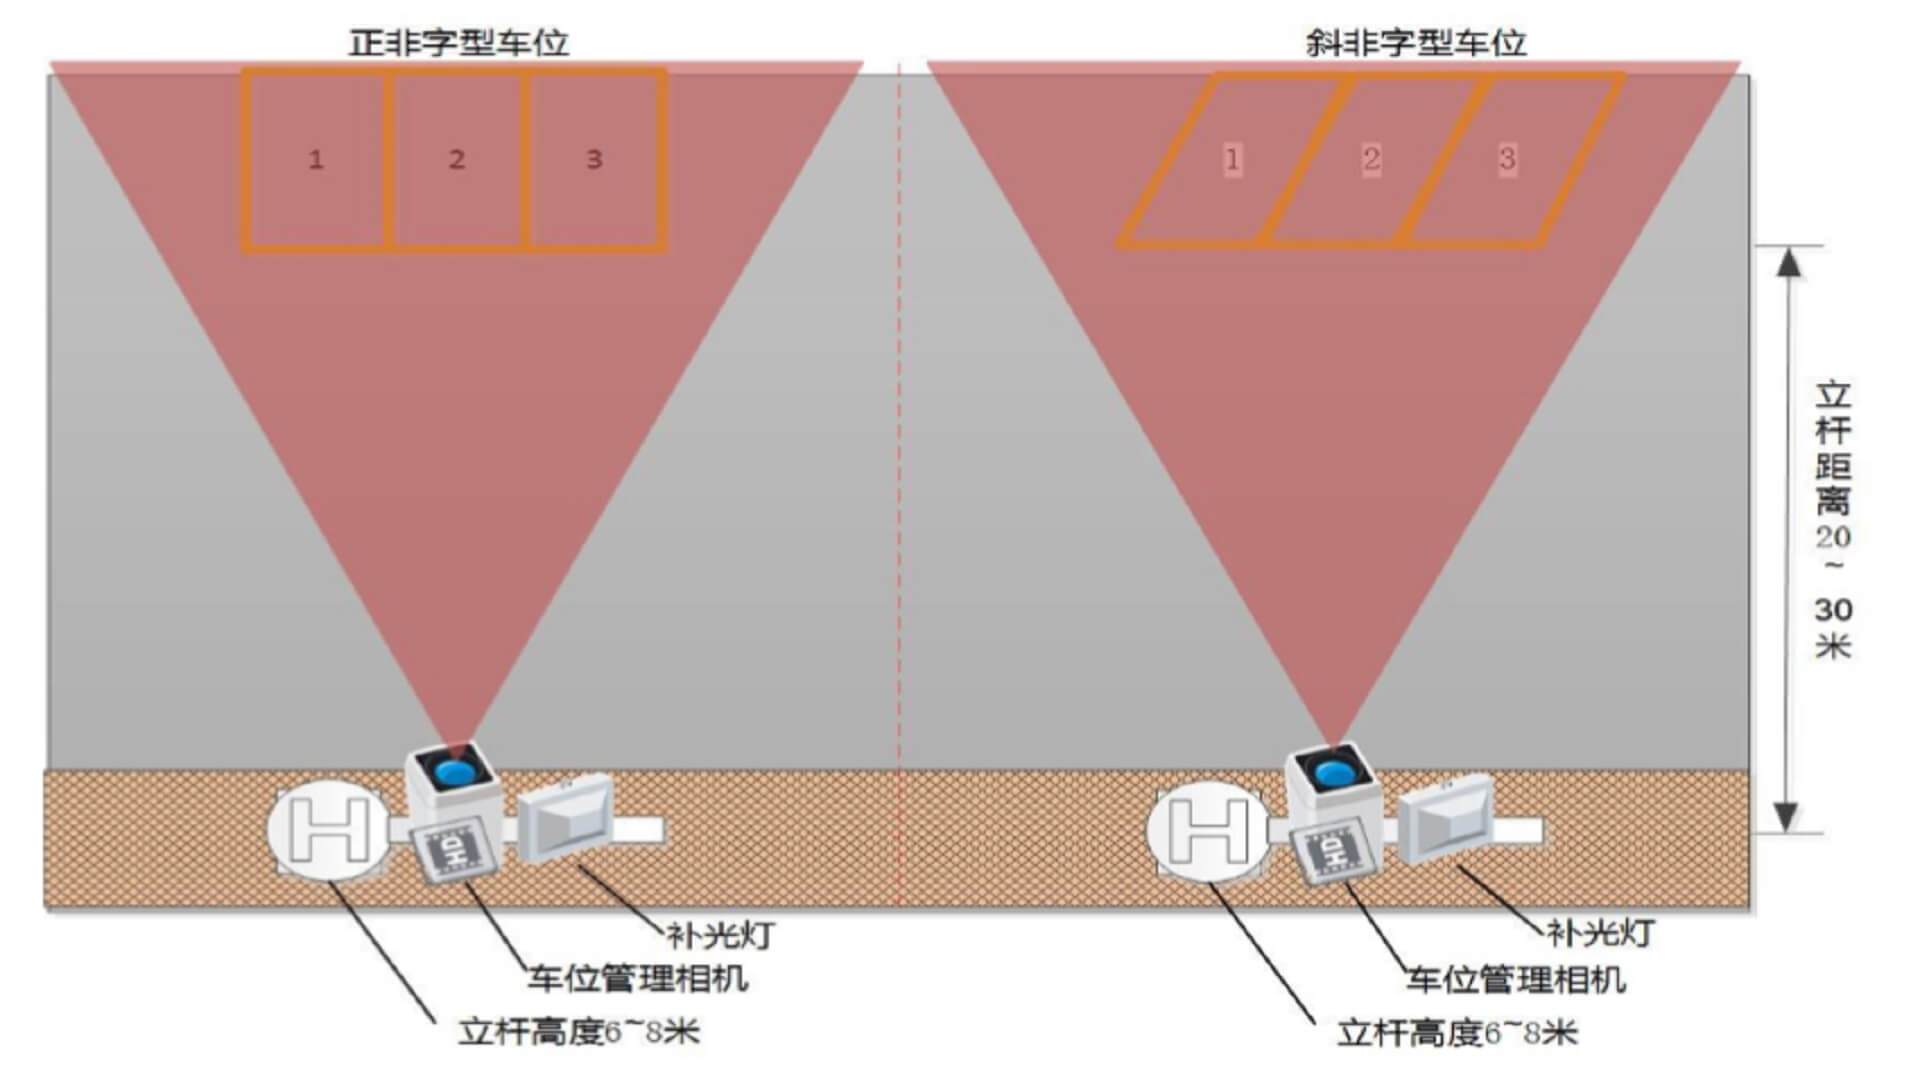 正非字型车位
斜非字型车位
1
2
3
1
2
3
立杆距离20~30米
H
HD
H
HD
补光灯
车位管理相机
立杆高度6~8米
补光灯
车位管理相机
立杆高度6~8米